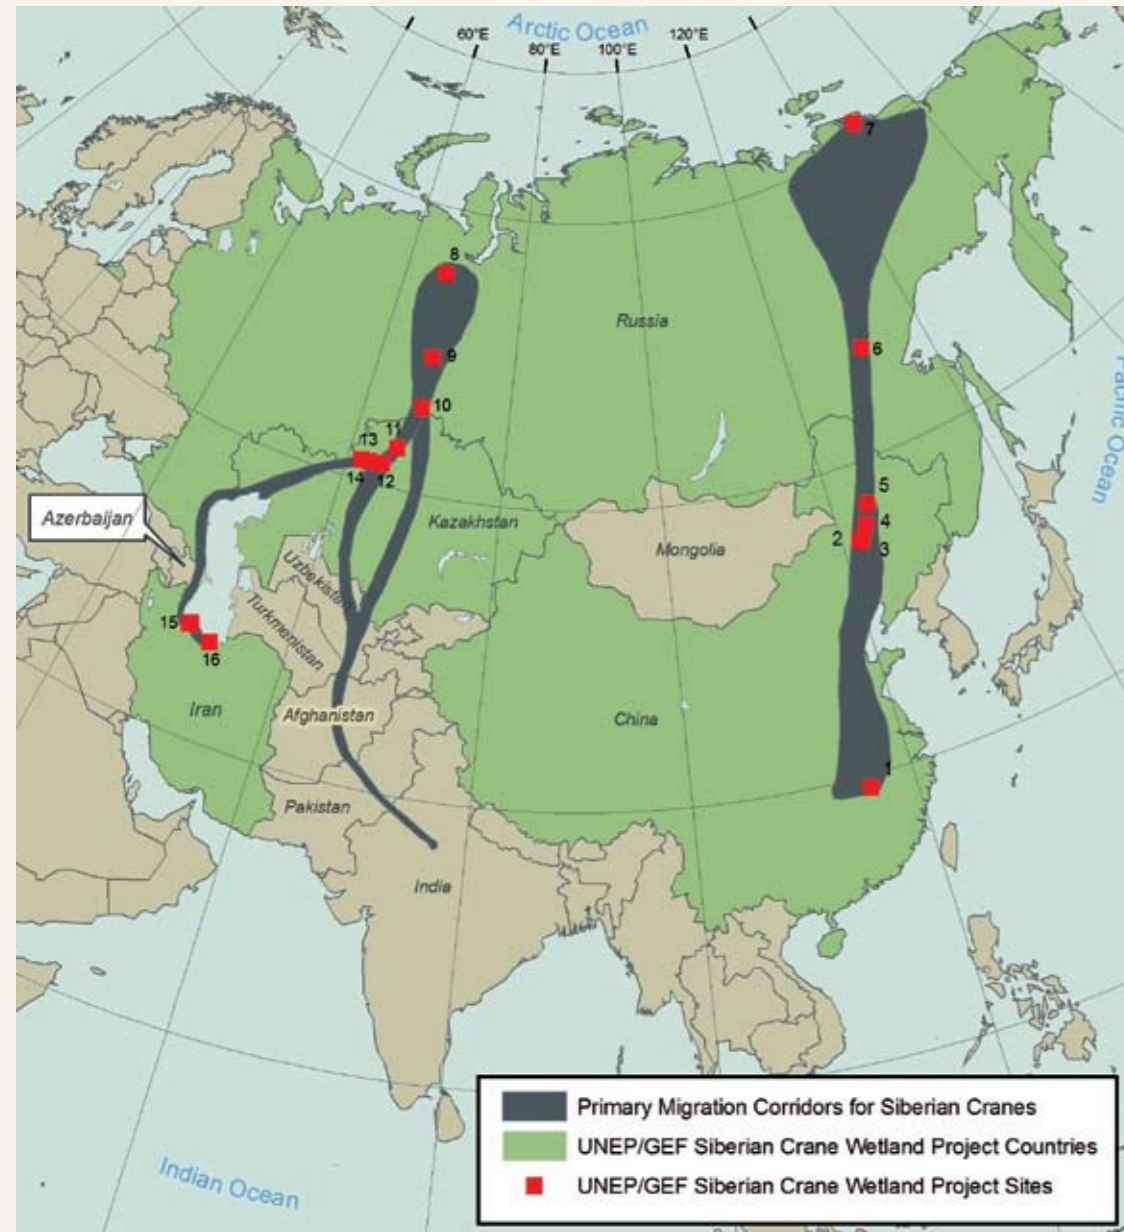 Arctic Ocean
60°E
80°E
100°E
120°E
7
8
Russia
6
9
10
Pacific Ocean
11
13
14
12
5
Azerbaijan
Kazakhstan
4
2
3
Mongolia
Uzbekistan
Turkmenistan
15
16
Iran
Afghanistan
China
1
Pakistan
India
Indian Ocean
Primary Migration Corridors for Siberian Cranes
UNEP/GEF Siberian Crane Wetland Project Countries
UNEP/GEF Siberian Crane Wetland Project Sites